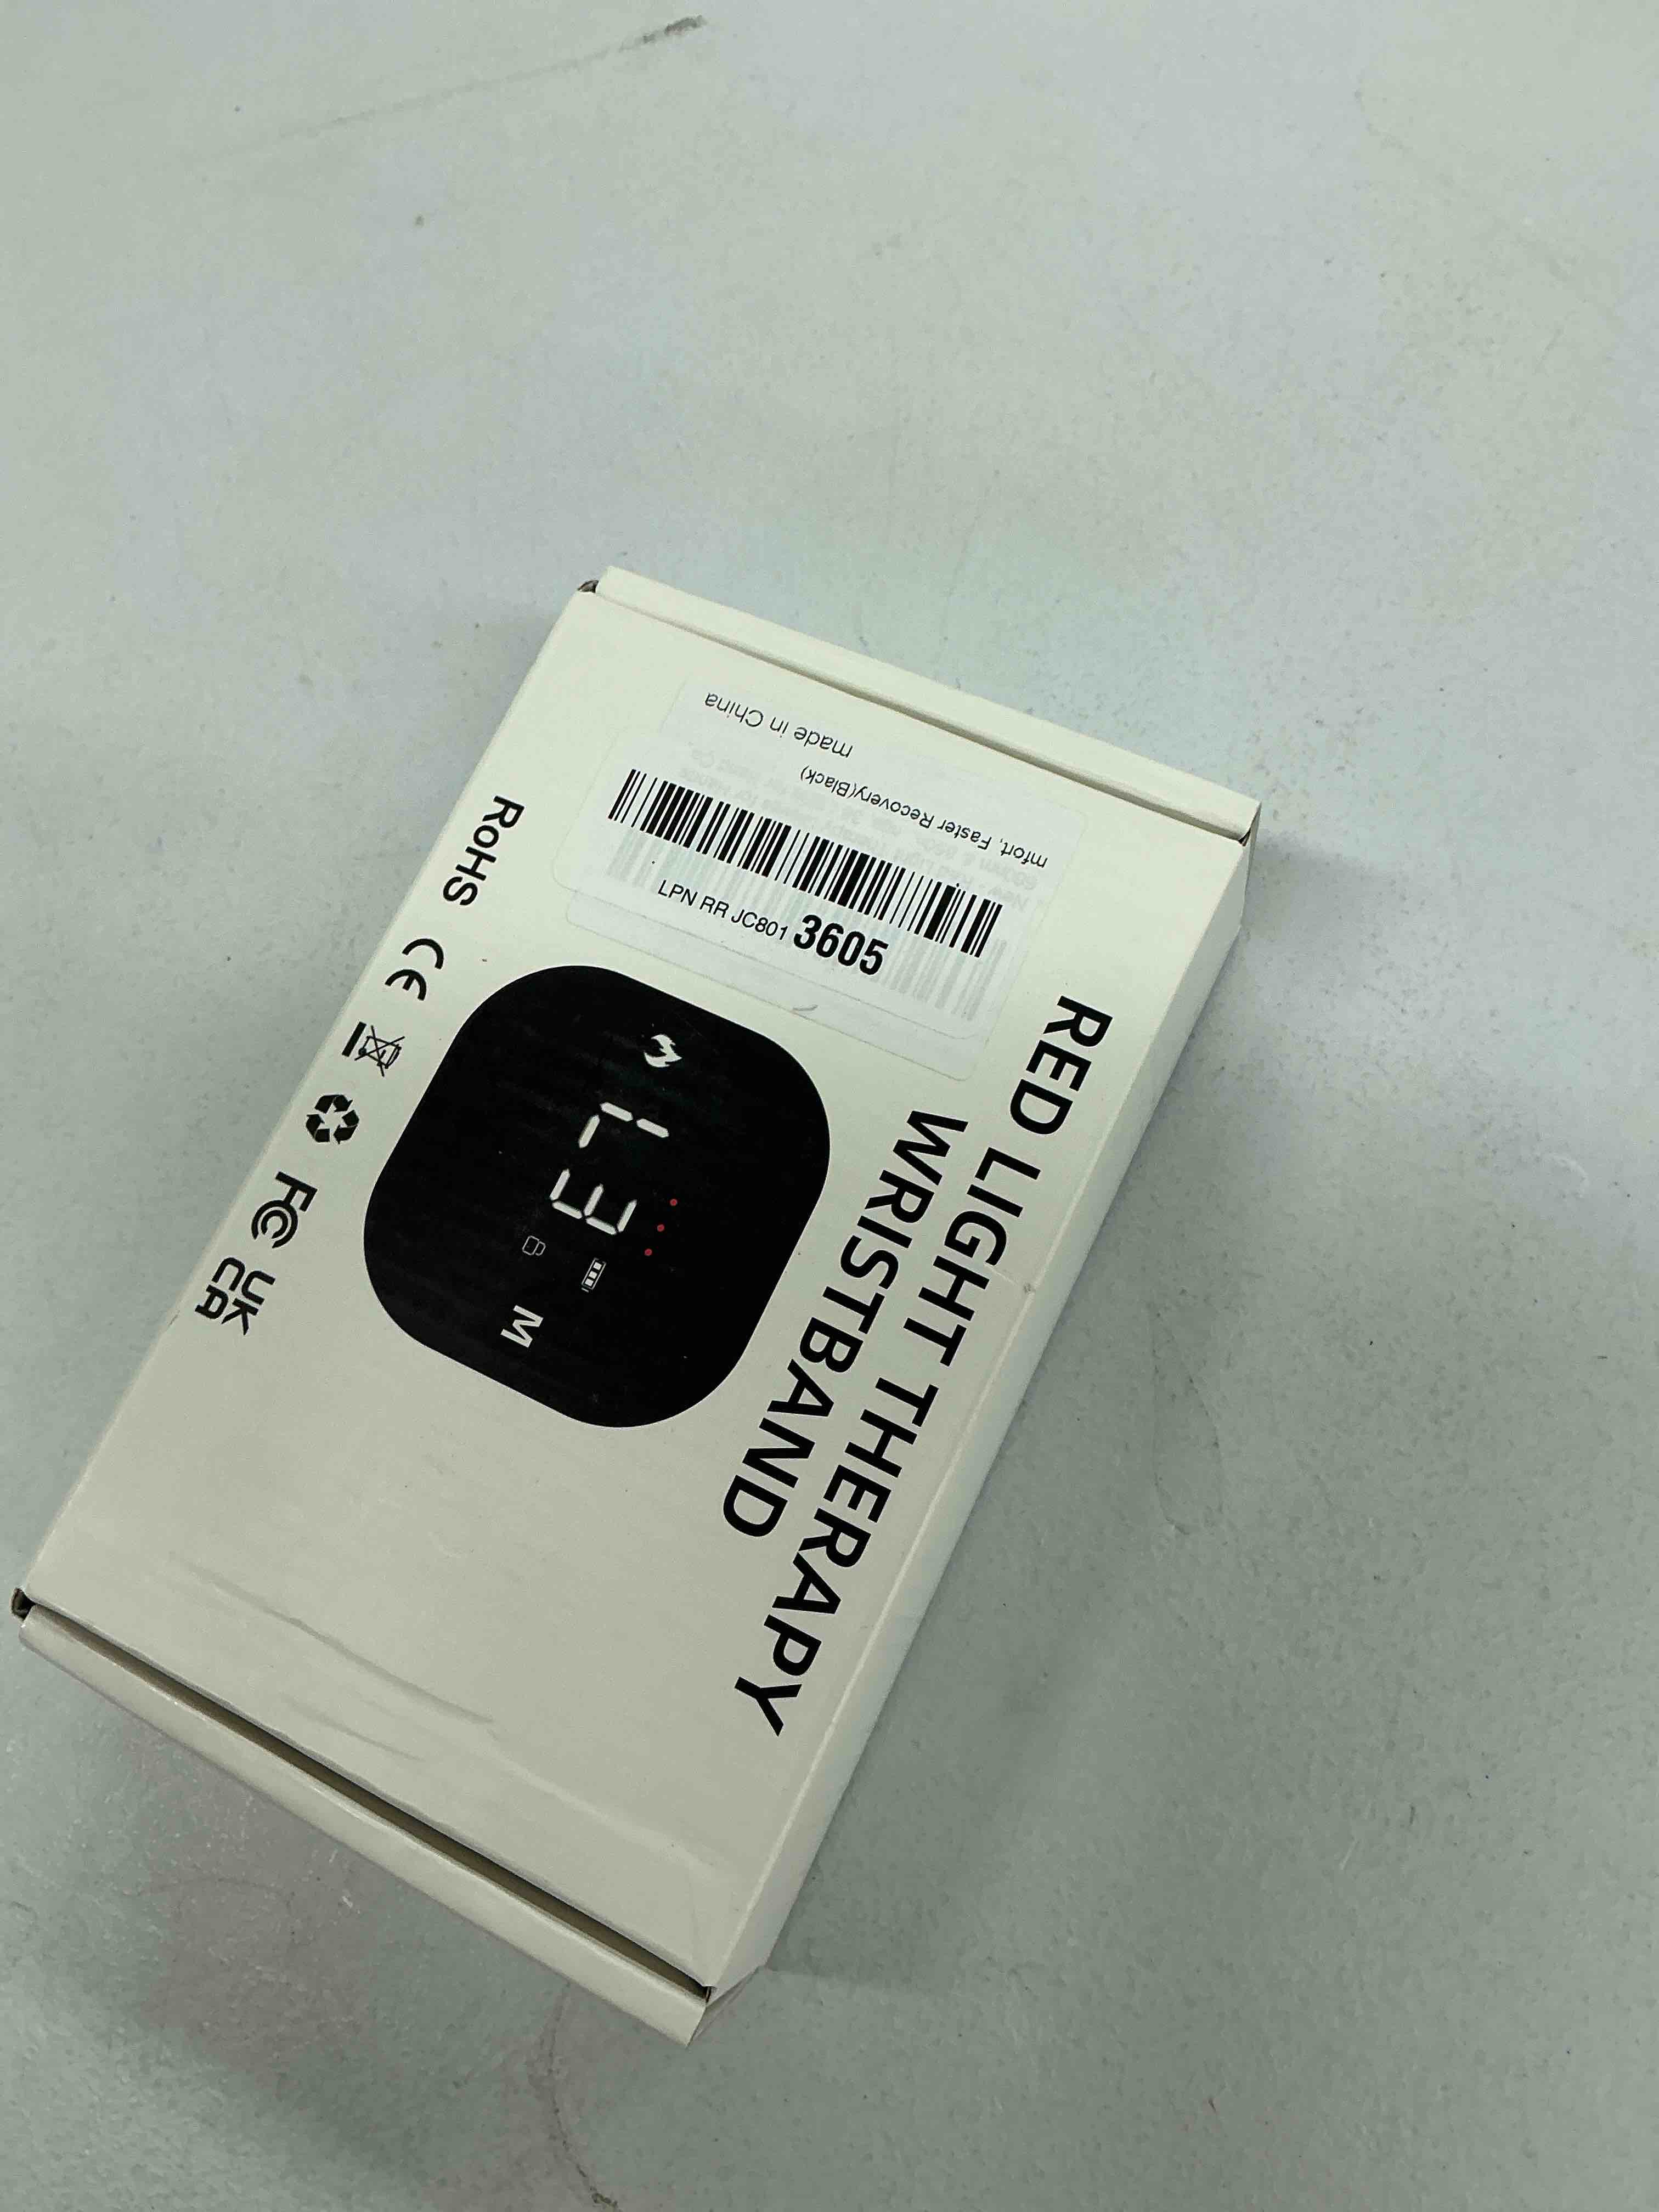 RED LIGHT THERAPY
WRISTBAND
LPN RR JC801 3605
mfort, Faster Recovery(Black)
made in China
M
RoHS CE FC UK
CA